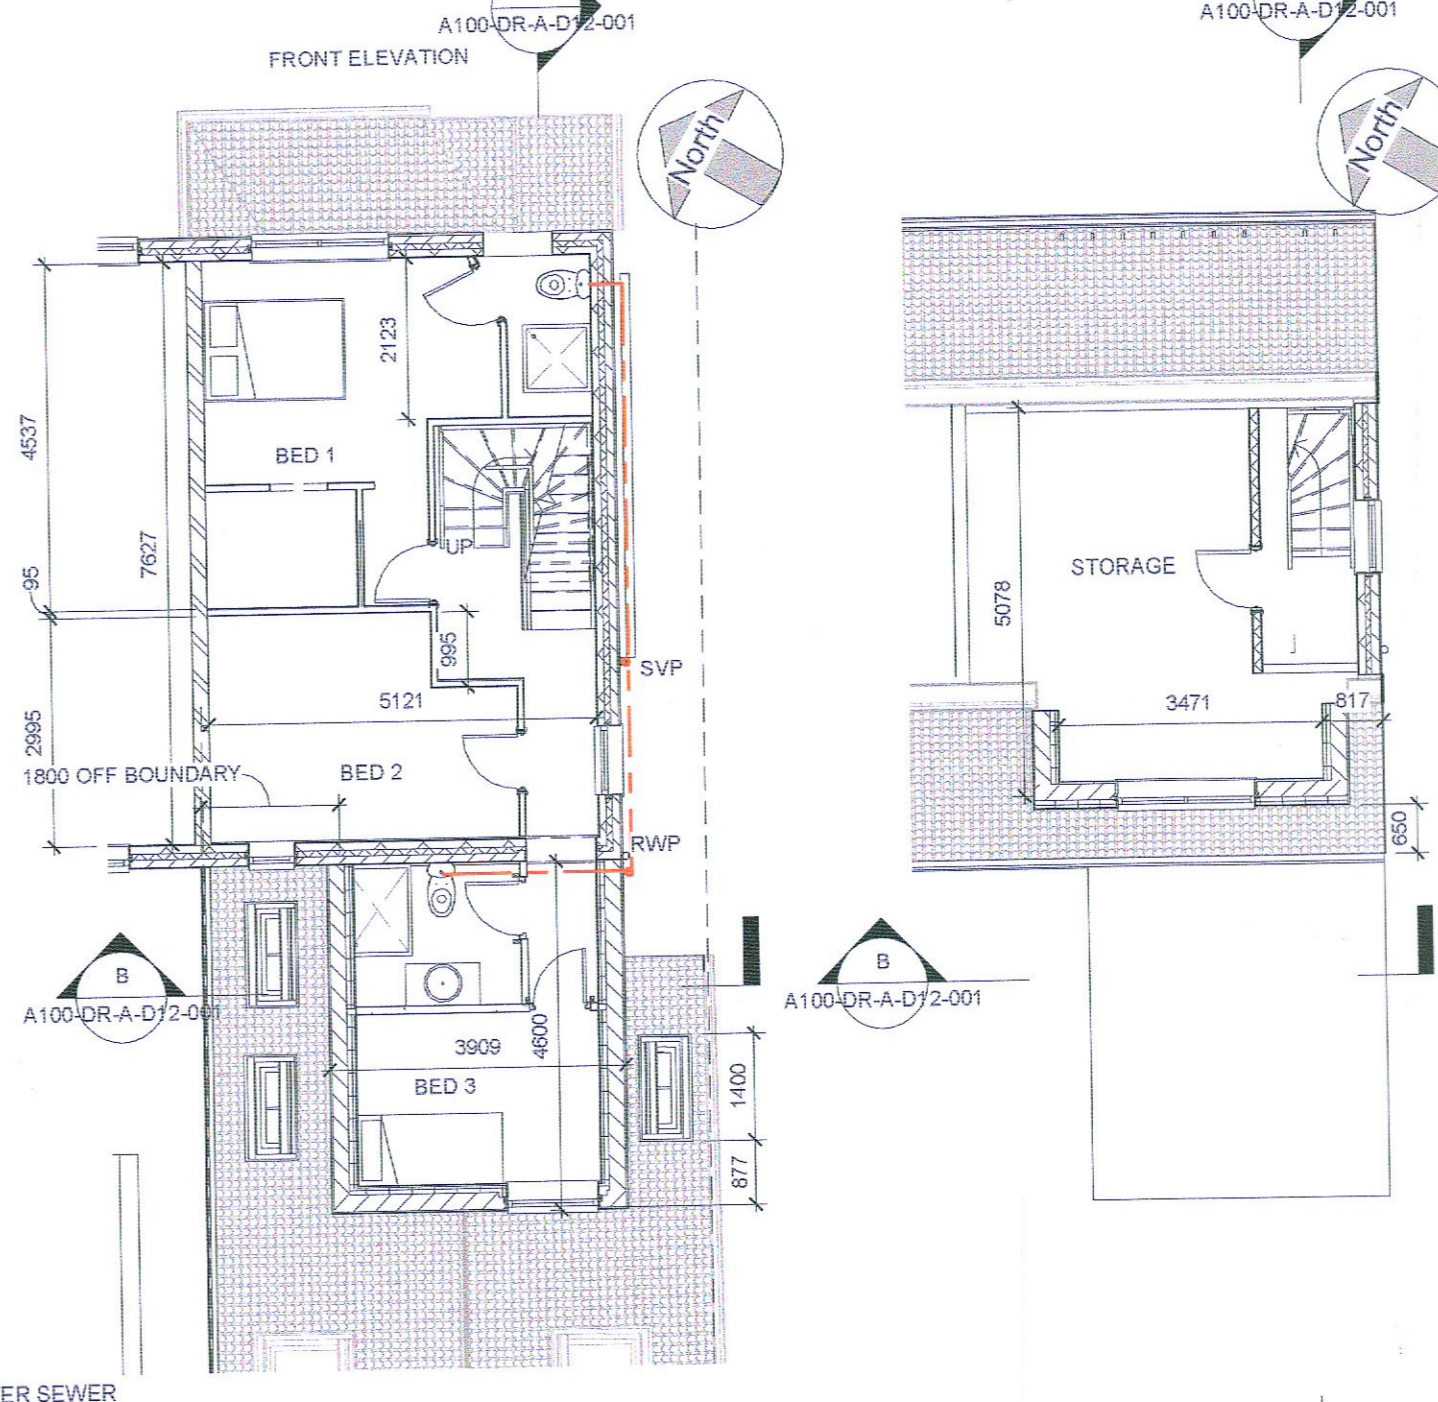 A100-DR-A-D12-001
A100-DR-A-D12-001
FRONT ELEVATION
North
North
2123
4537
BED 1
7627
UP
STORAGE
95
5078
995
SVP
5121
3471
817
2995
1800 OFF BOUNDARY
BED 2
RWP
650
B
B
A100-DR-A-D12-001
A100-DR-A-D12-001
3909
4600
BED 3
1400
877
ER SEWER